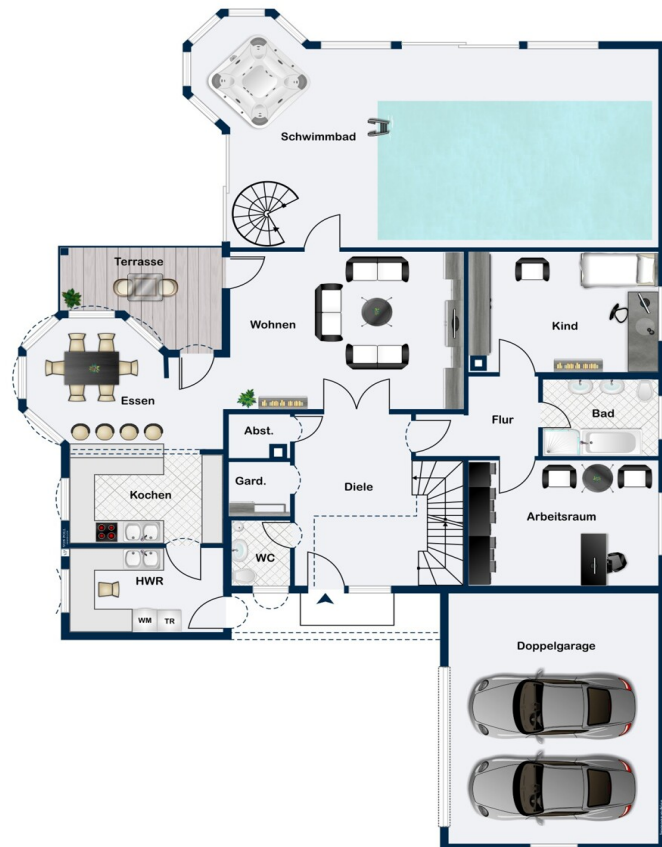 Schwimmbad
Terrasse
Wohnen
Kind
Essen
Abst.
Flur
Bad
Gard.
Diele
Kochen
Arbeitsraum
WC
HWR
WM
TR
Doppelgarage